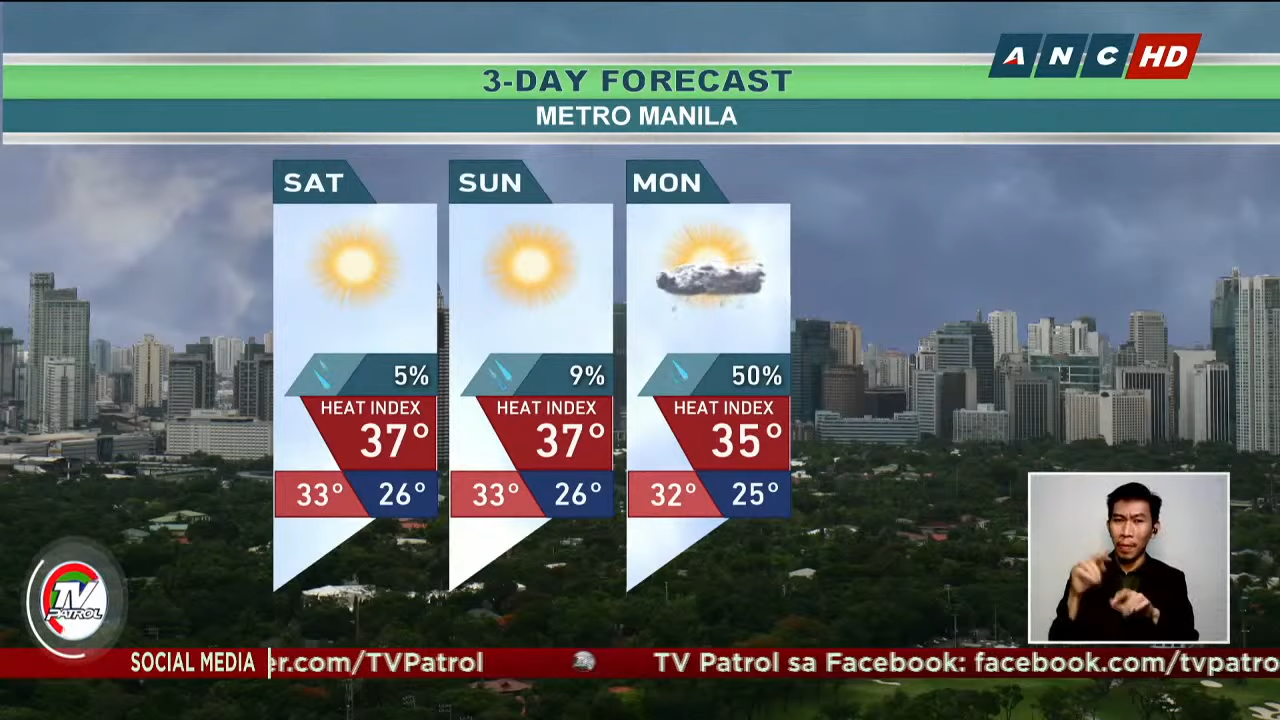 ANC HD
3-DAY FORECAST
METRO MANILA
SAT
SUN
MON
5%
9%
50%
HEAT INDEX
37°
HEAT INDEX
37°
HEAT INDEX
35°
33° 26°
33° 26°
32° 25°
TV PATROL
SOCIAL MEDIA
er.com/TVPatrol
TV Patrol sa Facebook: facebook.com/tvpatro